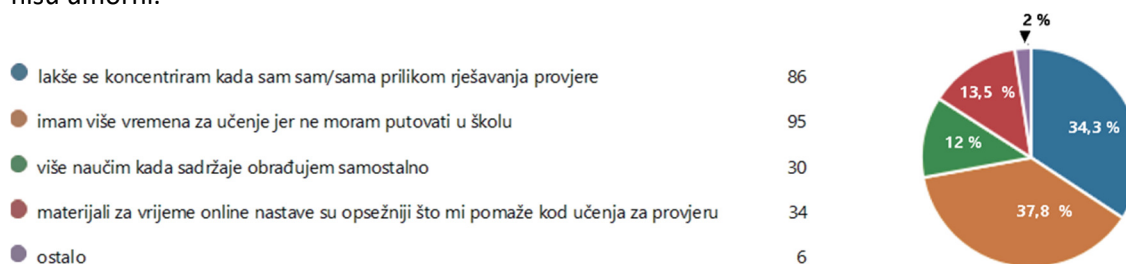 nisu umorni.
2 %
lakše se koncentriram kada sam sam/sama prilikom rješavanja provjere 86
imam više vremena za učenje jer ne moram putovati u školu 95
više naučim kada sadržaje obrađujem samostalno 30
materijali za vrijeme online nastave su opsežniji što mi pomaže kod učenja za provjeru 34
ostalo 6
13,5 %
34,3 %
12 %
37,8 %